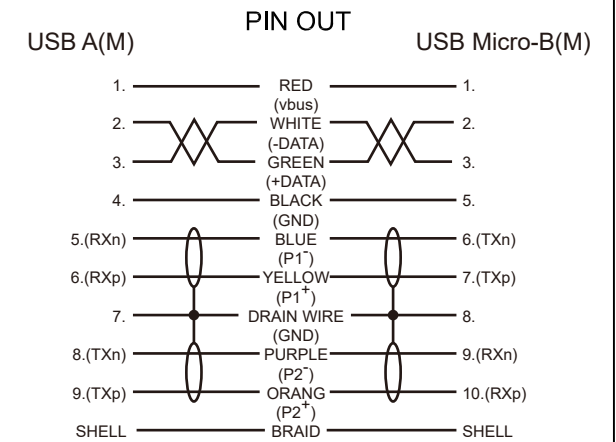 PIN OUT
USB A(M) USB Micro-B(M)
1. RED 1.
(vbus)
2. WHITE 2.
(-DATA)
3. GREEN 3.
(+DATA)
4. BLACK 5.
(GND)
5.(RXn) BLUE 6.(TXn)
(P1-)
6.(RXp) YELLOW 7.(TXp)
(P1+)
7. DRAIN WIRE 8.
(GND)
8.(TXn) PURPLE 9.(RXn)
(P2-)
9.(TXp) ORANG 10.(RXp)
(P2+)
SHELL BRAID SHELL